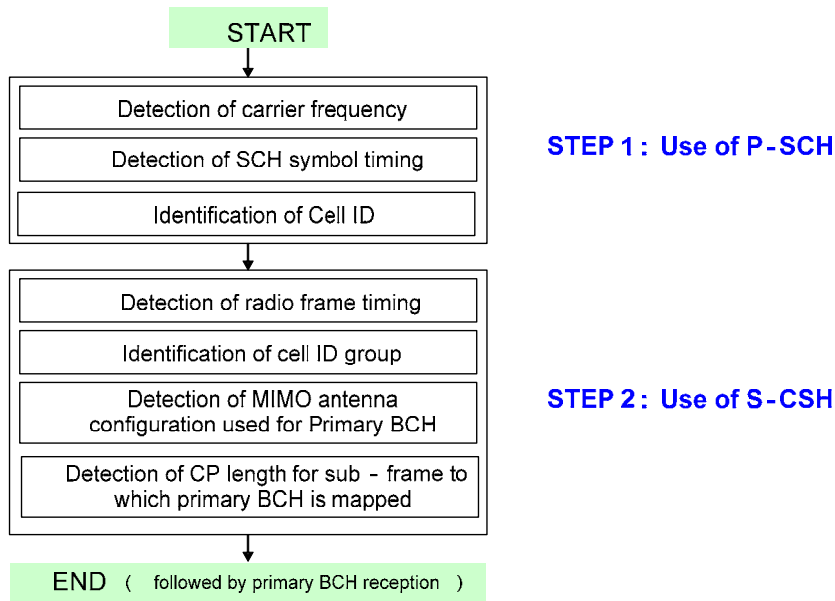 START
Detection of carrier frequency
Detection of SCH symbol timing
Identification of Cell ID
STEP 1 : Use of P-SCH
Detection of radio frame timing
Identification of cell ID group
Detection of MIMO antenna
configuration used for Primary BCH
Detection of CP length for sub - frame to
which primary BCH is mapped
STEP 2 : Use of S-CSH
END ( followed by primary BCH reception )